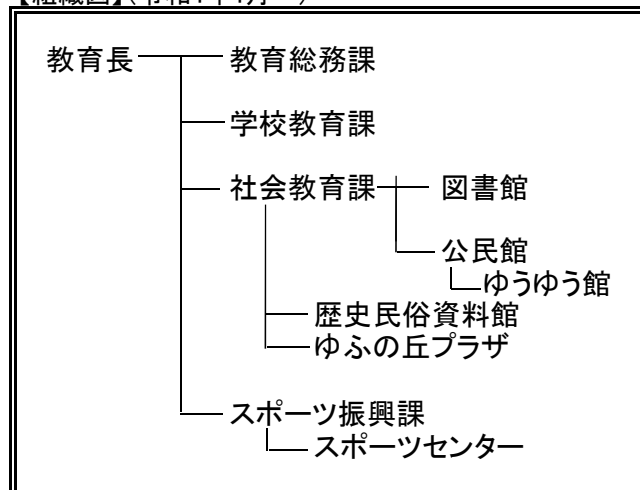 教育長 教育総務課
学校教育課
社会教育課 図書館
公民館
ゆうゆう館
歴史民俗資料館
ゆふの丘プラザ
スポーツ振興課
スポーツセンター